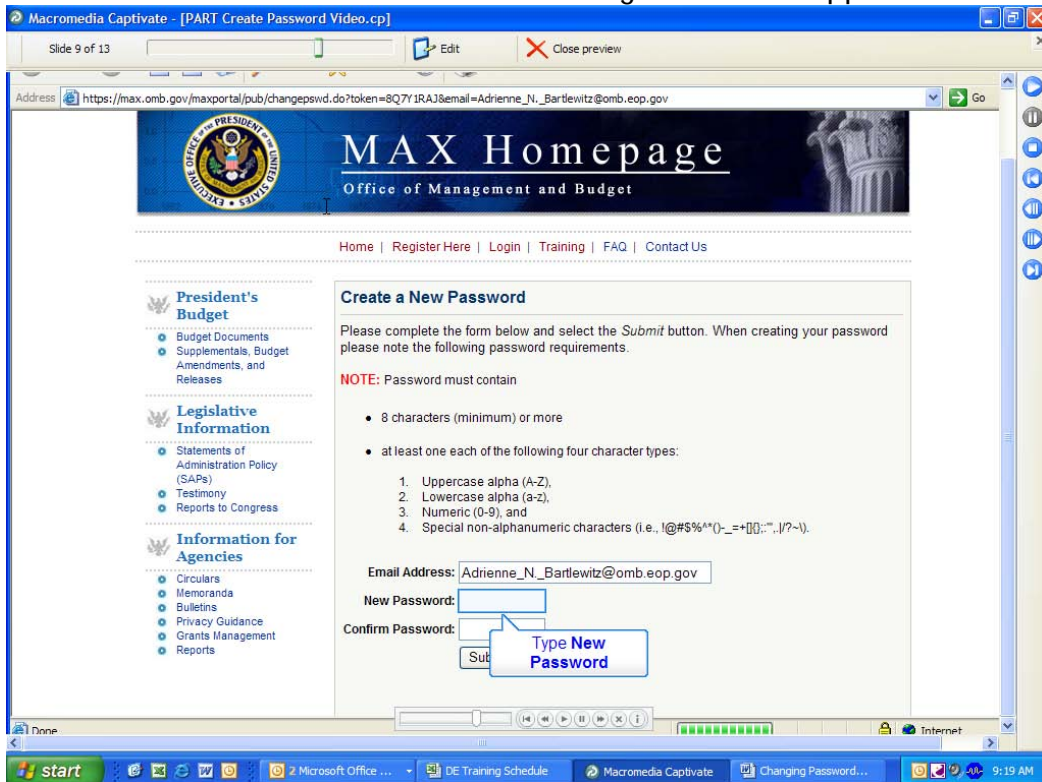 Macromedia Captivate - [PART Create Password Video.cp]
Slide 9 of 13
Edit
Close preview
Address
https://max.omb.gov/maxportal/pub/changepswd.do?token=8Q7Y1RAJ&email=Adrienne_N._Bartlewitz@omb.eop.gov
Go
MAX Homepage
Office of Management and Budget
Home | Register Here | Login | Training | FAQ | Contact Us
President's
Budget
Budget Documents
Supplementals, Budget
Amendments, and
Releases
Legislative
Information
Statements of
Administration Policy
(SAPs)
Testimony
Reports to Congress
Information for
Agencies
Circulars
Memoranda
Bulletins
Privacy Guidance
Grants Management
Reports
Create a New Password
Please complete the form below and select the Submit button. When creating your password
please note the following password requirements.
NOTE: Password must contain
8 characters (minimum) or more
at least one each of the following four character types:
1. Uppercase alpha (A-Z),
2. Lowercase alpha (a-z),
3. Numeric (0-9), and
4. Special non-alphanumeric characters (i.e., !@#$%^*()-_=+[]{};:'",.|/?~\).
Email Address: Adrienne_N._Bartlewitz@omb.eop.gov
New Password:
Confirm Password:
Sub
Type New
Password
Done
Internet
start
2 Microsoft Office ...
DE Training Schedule
Macromedia Captivate
Changing Password...
9:19 AM